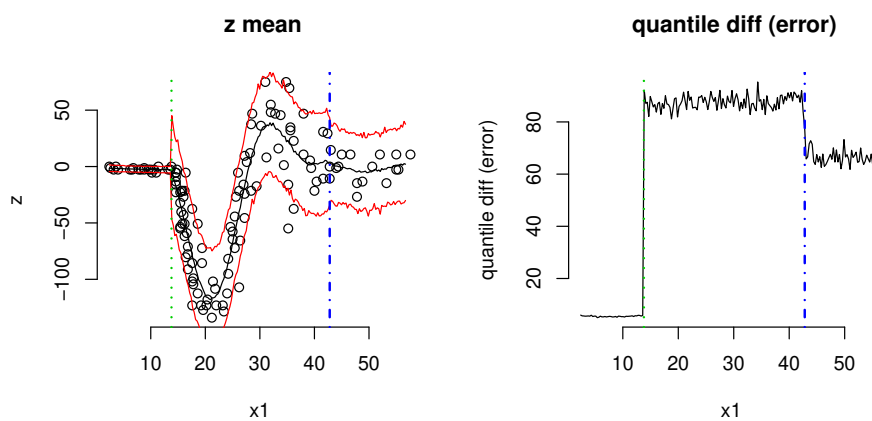 z mean
quantile diff (error)
z
50
0
−50
−100
10 20 30 40 50
x1
quantile diff (error)
80
60
40
20
10 20 30 40 50
x1